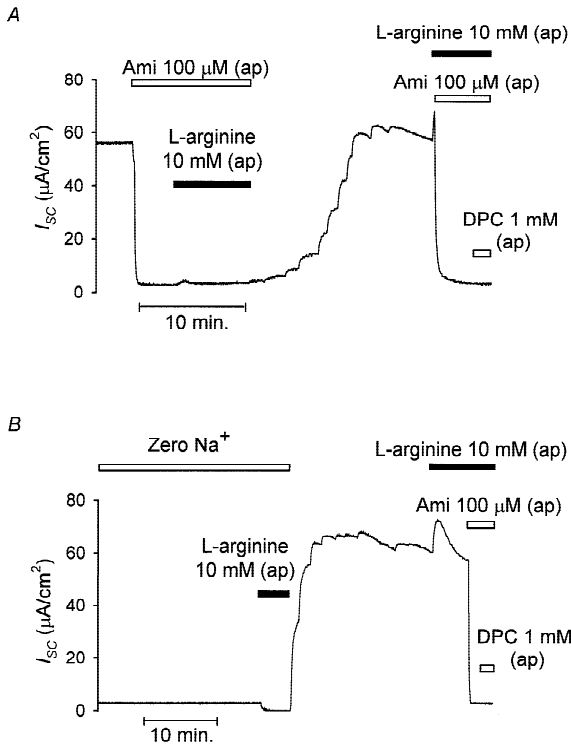 A
L-arginine 10 mM (ap)
Ami 100 µM (ap)
Ami 100 µM (ap)
L-arginine
10 mM (ap)
DPC 1 mM
(ap)
I_SC (µA/cm²)
80
60
40
20
0
10 min.
B
Zero Na⁺
L-arginine 10 mM (ap)
Ami 100 µM (ap)
L-arginine
10 mM (ap)
DPC 1 mM
(ap)
I_SC (µA/cm²)
80
60
40
20
0
10 min.